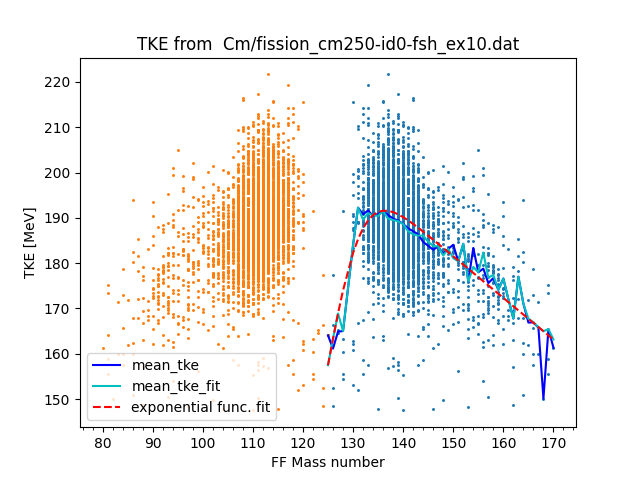 TKE from Cm/fission_cm250-id0-fsh_ex10.dat
TKE [MeV]
220
210
200
190
180
170
160
150
mean_tke
mean_tke_fit
exponential func. fit
80 90 100 110 120 130 140 150 160 170
FF Mass number